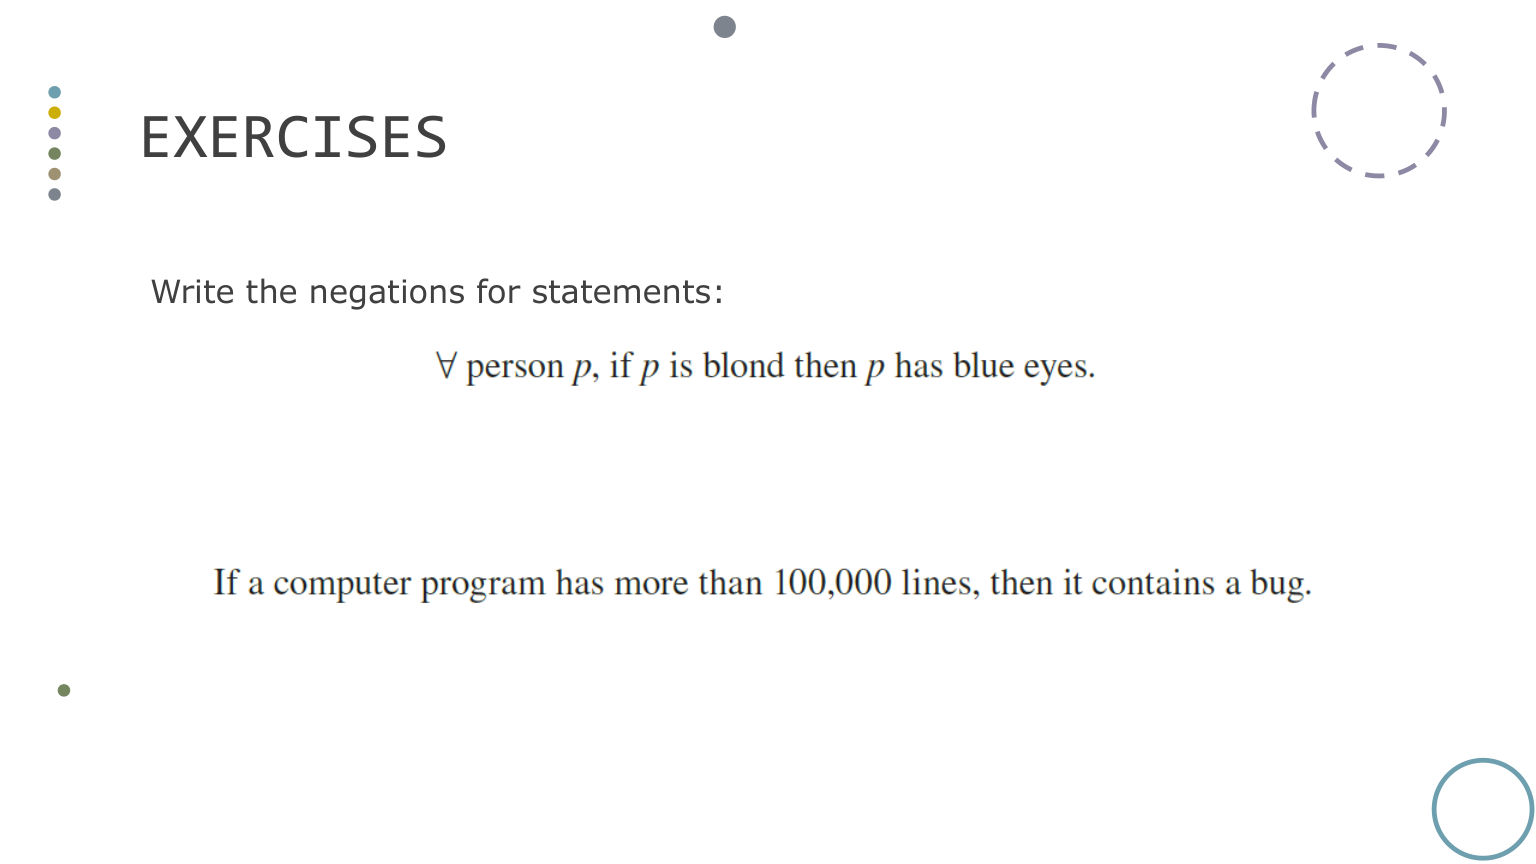 EXERCISES
Write the negations for statements:
∀ person p, if p is blond then p has blue eyes.
If a computer program has more than 100,000 lines, then it contains a bug.